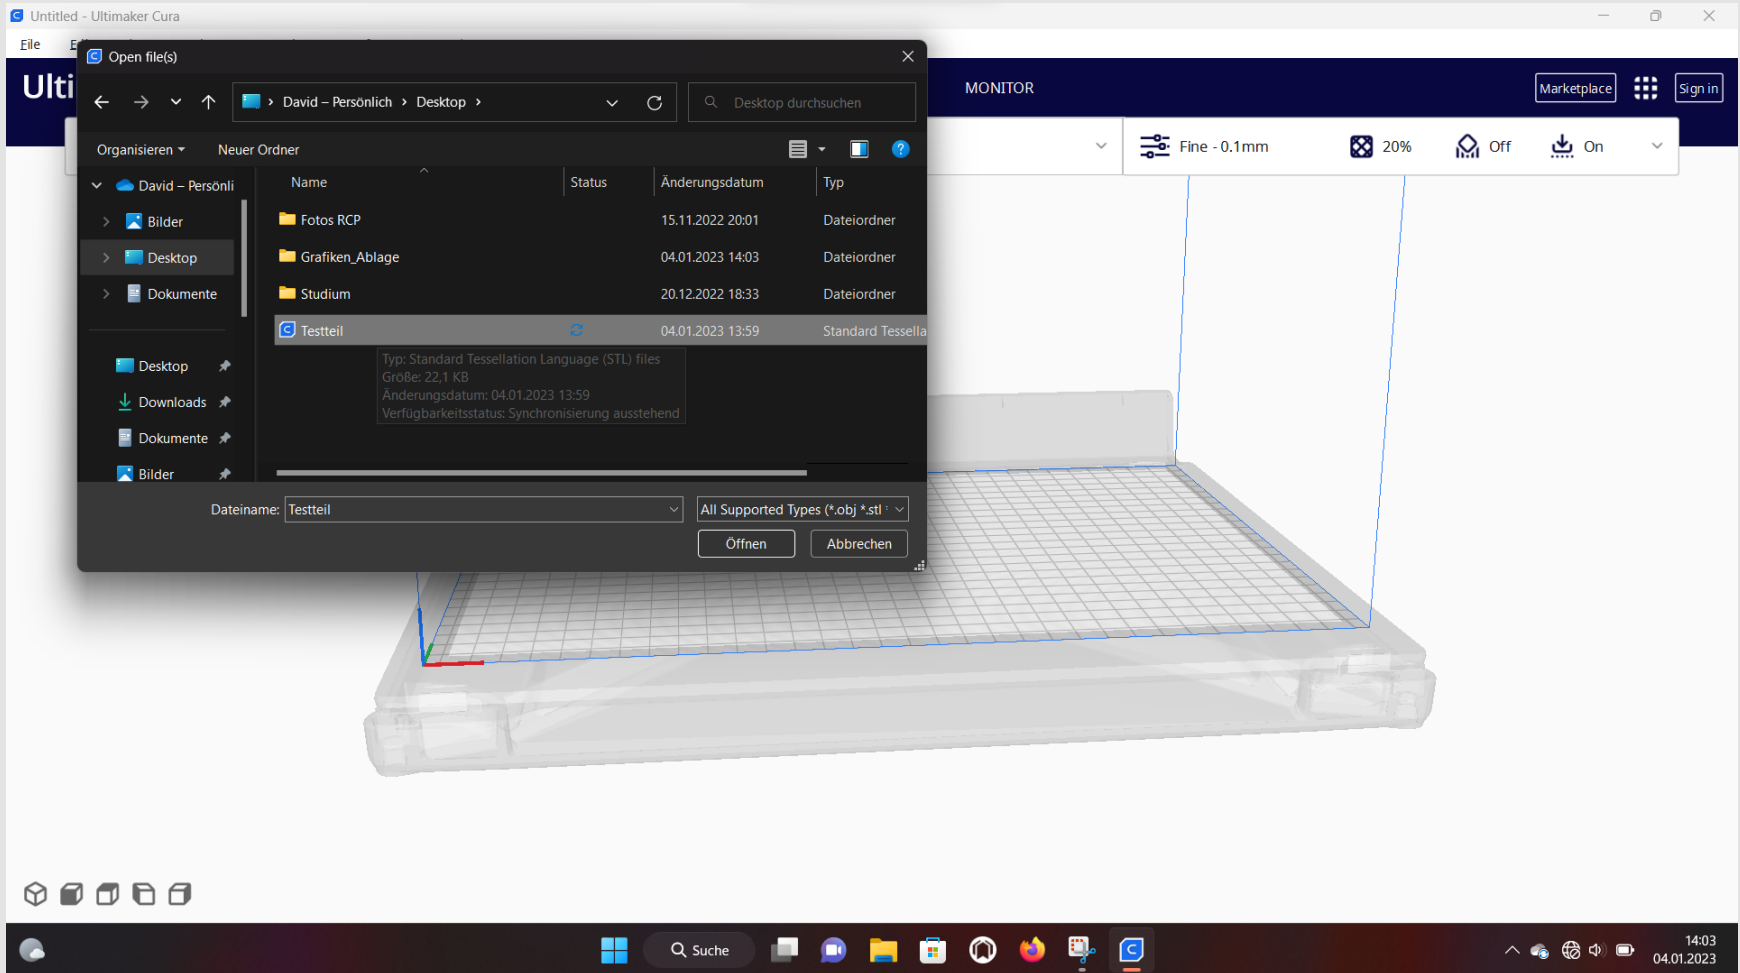 Untitled - Ultimaker Cura
File
Open file(s)
Ulti
MONITOR
Marketplace
Sign in
David – Persönlich > Desktop >
Desktop durchsuchen
Organisieren
Neuer Ordner
Fine - 0.1mm
20%
Off
On
David – Persönli
Bilder
Desktop
Dokumente
Desktop
Downloads
Dokumente
Bilder
Name Status Änderungsdatum Typ
Fotos RCP 15.11.2022 20:01 Dateiordner
Grafiken_Ablage 04.01.2023 14:03 Dateiordner
Studium 20.12.2022 18:33 Dateiordner
Testteil 04.01.2023 13:59 Standard Tessella
Typ: Standard Tessellation Language (STL) files
Größe: 22,1 KB
Änderungsdatum: 04.01.2023 13:59
Verfügbarkeitsstatus: Synchronisierung ausstehend
Dateiname: Testteil
All Supported Types (*.obj *.stl
Öffnen
Abbrechen
Suche
14:03
04.01.2023